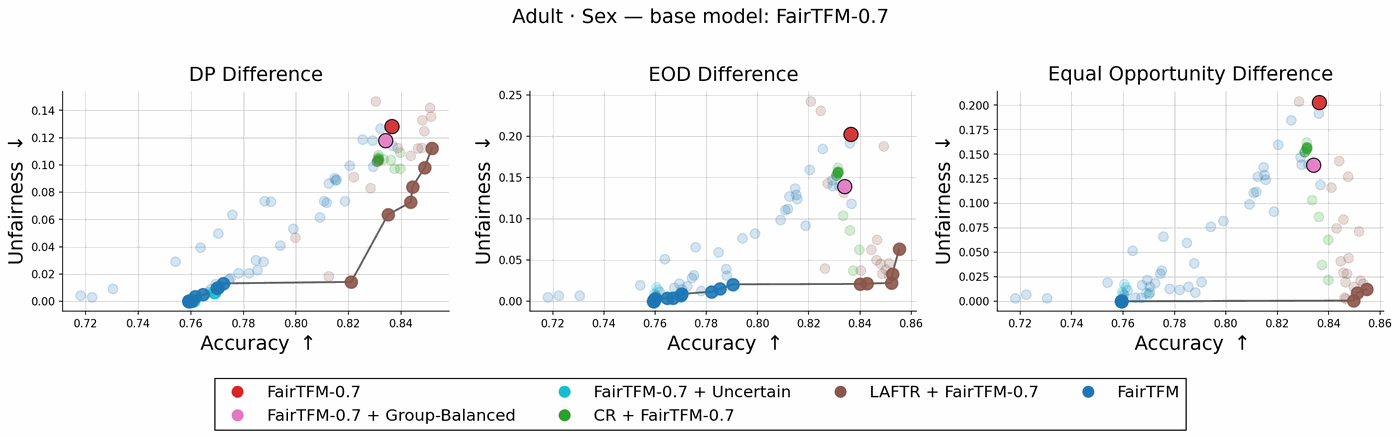 Adult · Sex — base model: FairTFM-0.7
DP Difference
Unfairness ↓
0.14
0.12
0.10
0.08
0.06
0.04
0.02
0.00
0.72
0.74
0.76
0.78
0.80
0.82
0.84
Accuracy ↑
EOD Difference
Unfairness ↓
0.25
0.20
0.15
0.10
0.05
0.00
0.72
0.74
0.76
0.78
0.80
0.82
0.84
0.86
Accuracy ↑
Equal Opportunity Difference
Unfairness ↓
0.200
0.175
0.150
0.125
0.100
0.075
0.050
0.025
0.000
0.72
0.74
0.76
0.78
0.80
0.82
0.84
0.86
Accuracy ↑
FairTFM-0.7
FairTFM-0.7 + Group-Balanced
FairTFM-0.7 + Uncertain
CR + FairTFM-0.7
LAFTR + FairTFM-0.7
FairTFM